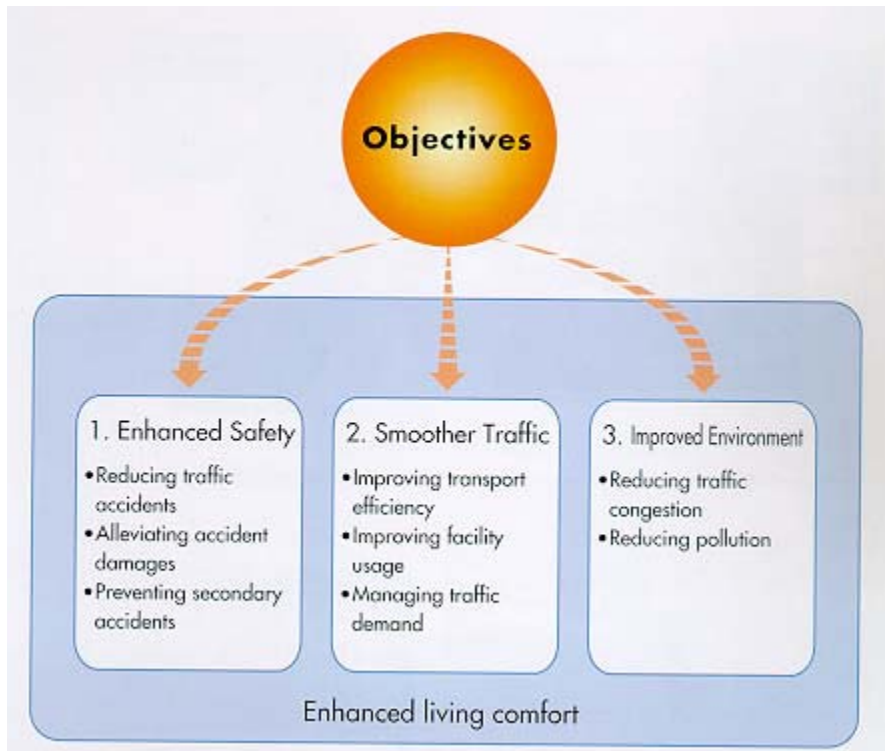 Objectives
1. Enhanced Safety
•Reducing traffic
accidents
•Alleviating accident
damages
•Preventing secondary
accidents
2. Smoother Traffic
•Improving transport
efficiency
•Improving facility
usage
•Managing traffic
demand
3. Improved Environment
•Reducing traffic
congestion
•Reducing pollution
Enhanced living comfort